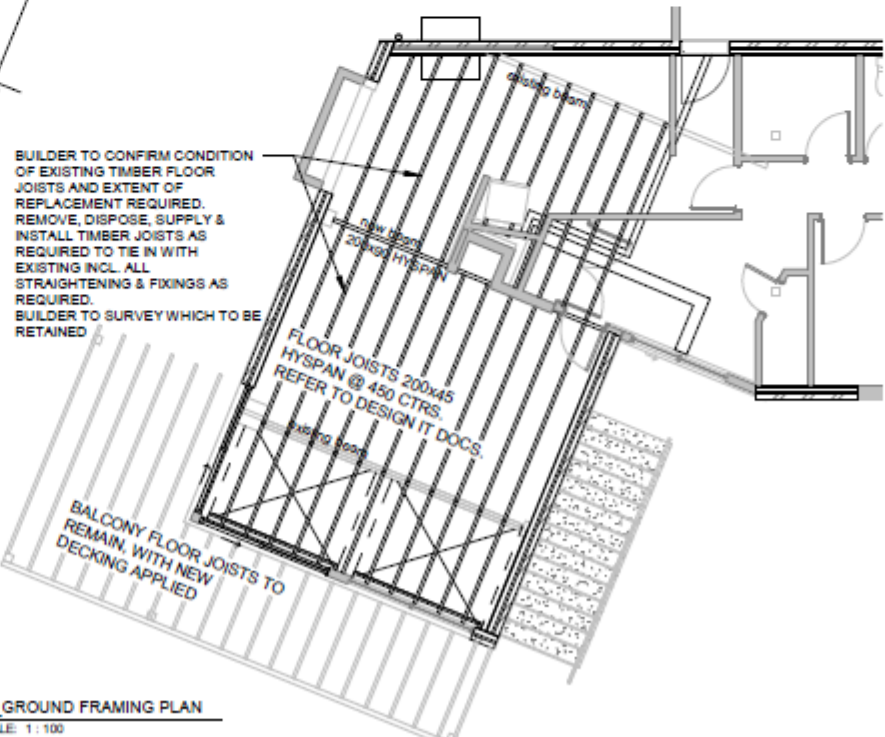 existing beam
BUILDER TO CONFIRM CONDITION
OF EXISTING TIMBER FLOOR
JOISTS AND EXTENT OF
REPLACEMENT REQUIRED.
REMOVE, DISPOSE, SUPPLY &
INSTALL TIMBER JOISTS AS
REQUIRED TO TIE IN WITH
EXISTING INCL. ALL
STRAIGHTENING & FIXINGS AS
REQUIRED.
BUILDER TO SURVEY WHICH TO BE
RETAINED
new beam
HYSPAN
FLOOR JOISTS 200x45
HYSPAN @ 450 CTRS.
REFER TO DESIGN IT DOCS.
existing beam
BALCONY FLOOR JOISTS TO
REMAIN, WITH NEW
DECKING APPLIED
GROUND FRAMING PLAN
LE: 1 : 100